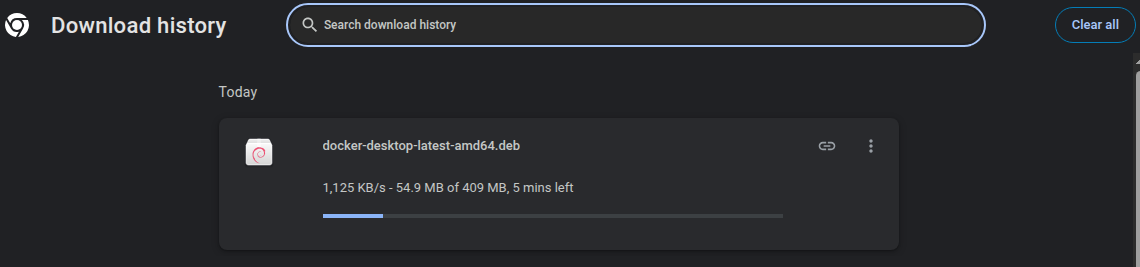 Download history
Search download history
Clear all
Today
docker-desktop-latest-amd64.deb
1,125 KB/s - 54.9 MB of 409 MB, 5 mins left